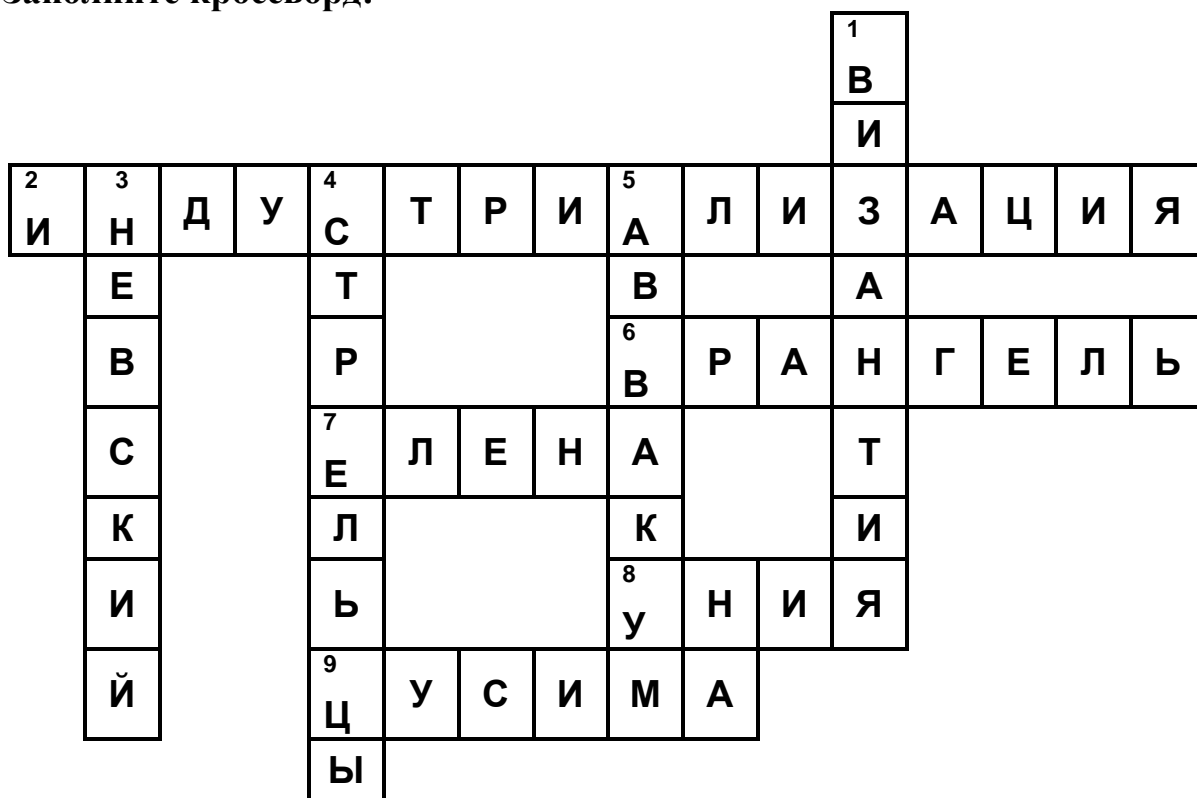 Заполните кроссворд.
1
В
И
2 3 4 5
И Н Д У С Т Р И А Л И З А Ц И Я
Е Т В А
6
В Р В Р А Н Г Е Л Ь
7
С Е Л Е Н А Т
К Л К И
8
И Ь У Н И Я
9
Й Ц У С И М А
Ы